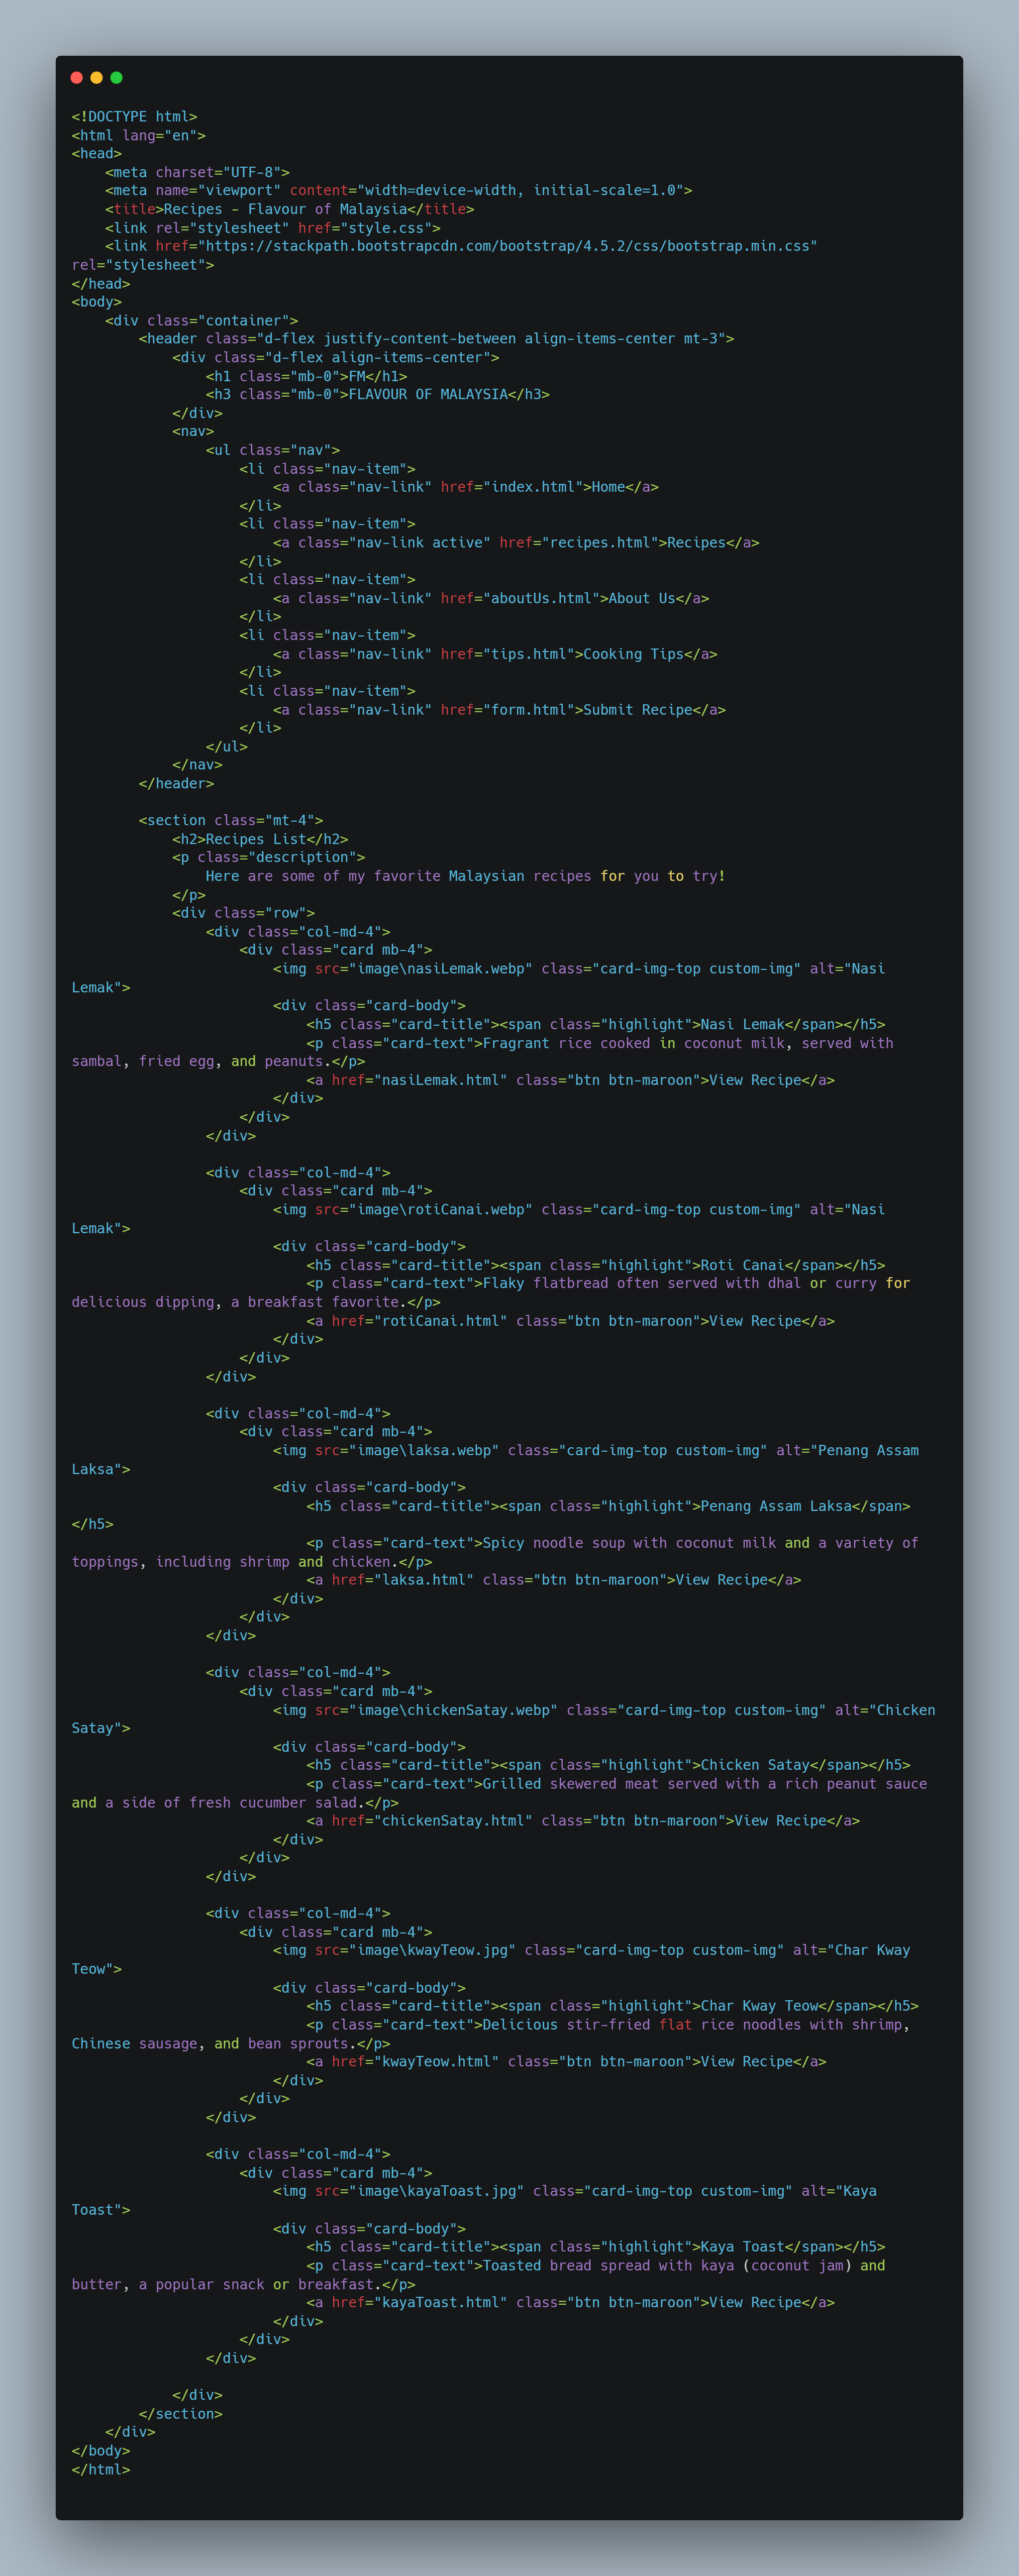 <!DOCTYPE html>
<html lang="en">
<head>
    <meta charset="UTF-8">
    <meta name="viewport" content="width=device-width, initial-scale=1.0">
    <title>Recipes - Flavour of Malaysia</title>
    <link rel="stylesheet" href="style.css">
    <link href="https://stackpath.bootstrapcdn.com/bootstrap/4.5.2/css/bootstrap.min.css"
rel="stylesheet">
</head>
<body>
    <div class="container">
        <header class="d-flex justify-content-between align-items-center mt-3">
            <div class="d-flex align-items-center">
                <h1 class="mb-0">FM</h1>
                <h3 class="mb-0">FLAVOUR OF MALAYSIA</h3>
            </div>
            <nav>
                <ul class="nav">
                    <li class="nav-item">
                        <a class="nav-link" href="index.html">Home</a>
                    </li>
                    <li class="nav-item">
                        <a class="nav-link active" href="recipes.html">Recipes</a>
                    </li>
                    <li class="nav-item">
                        <a class="nav-link" href="aboutUs.html">About Us</a>
                    </li>
                    <li class="nav-item">
                        <a class="nav-link" href="tips.html">Cooking Tips</a>
                    </li>
                    <li class="nav-item">
                        <a class="nav-link" href="form.html">Submit Recipe</a>
                    </li>
                </ul>
            </nav>
        </header>

        <section class="mt-4">
            <h2>Recipes List</h2>
            <p class="description">
                Here are some of my favorite Malaysian recipes for you to try!
            </p>
            <div class="row">
                <div class="col-md-4">
                    <div class="card mb-4">
                        <img src="image\nasiLemak.webp" class="card-img-top custom-img" alt="Nasi
Lemak">
                        <div class="card-body">
                            <h5 class="card-title"><span class="highlight">Nasi Lemak</span></h5>
                            <p class="card-text">Fragrant rice cooked in coconut milk, served with
sambal, fried egg, and peanuts.</p>
                            <a href="nasiLemak.html" class="btn btn-maroon">View Recipe</a>
                        </div>
                    </div>
                </div>

                <div class="col-md-4">
                    <div class="card mb-4">
                        <img src="image\rotiCanai.webp" class="card-img-top custom-img" alt="Nasi
Lemak">
                        <div class="card-body">
                            <h5 class="card-title"><span class="highlight">Roti Canai</span></h5>
                            <p class="card-text">Flaky flatbread often served with dhal or curry for
delicious dipping, a breakfast favorite.</p>
                            <a href="rotiCanai.html" class="btn btn-maroon">View Recipe</a>
                        </div>
                    </div>
                </div>

                <div class="col-md-4">
                    <div class="card mb-4">
                        <img src="image\laksa.webp" class="card-img-top custom-img" alt="Penang Assam
Laksa">
                        <div class="card-body">
                            <h5 class="card-title"><span class="highlight">Penang Assam Laksa</span>
</h5>
                            <p class="card-text">Spicy noodle soup with coconut milk and a variety of
toppings, including shrimp and chicken.</p>
                            <a href="laksa.html" class="btn btn-maroon">View Recipe</a>
                        </div>
                    </div>
                </div>

                <div class="col-md-4">
                    <div class="card mb-4">
                        <img src="image\chickenSatay.webp" class="card-img-top custom-img" alt="Chicken
Satay">
                        <div class="card-body">
                            <h5 class="card-title"><span class="highlight">Chicken Satay</span></h5>
                            <p class="card-text">Grilled skewered meat served with a rich peanut sauce
and a side of fresh cucumber salad.</p>
                            <a href="chickenSatay.html" class="btn btn-maroon">View Recipe</a>
                        </div>
                    </div>
                </div>

                <div class="col-md-4">
                    <div class="card mb-4">
                        <img src="image\kwayTeow.jpg" class="card-img-top custom-img" alt="Char Kway
Teow">
                        <div class="card-body">
                            <h5 class="card-title"><span class="highlight">Char Kway Teow</span></h5>
                            <p class="card-text">Delicious stir-fried flat rice noodles with shrimp,
Chinese sausage, and bean sprouts.</p>
                            <a href="kwayTeow.html" class="btn btn-maroon">View Recipe</a>
                        </div>
                    </div>
                </div>

                <div class="col-md-4">
                    <div class="card mb-4">
                        <img src="image\kayaToast.jpg" class="card-img-top custom-img" alt="Kaya
Toast">
                        <div class="card-body">
                            <h5 class="card-title"><span class="highlight">Kaya Toast</span></h5>
                            <p class="card-text">Toasted bread spread with kaya (coconut jam) and
butter, a popular snack or breakfast.</p>
                            <a href="kayaToast.html" class="btn btn-maroon">View Recipe</a>
                        </div>
                    </div>
                </div>

            </div>
        </section>
    </div>
</body>
</html>